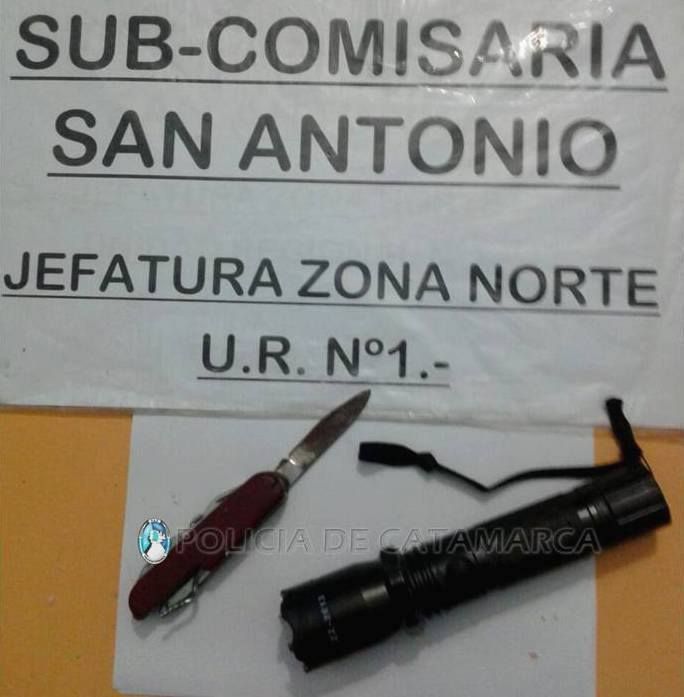 SUB-COMISARIA
SAN ANTONIO
JEFATURA ZONA NORTE
U.R. Nº1.-
POLICIA DE CATAMARCA